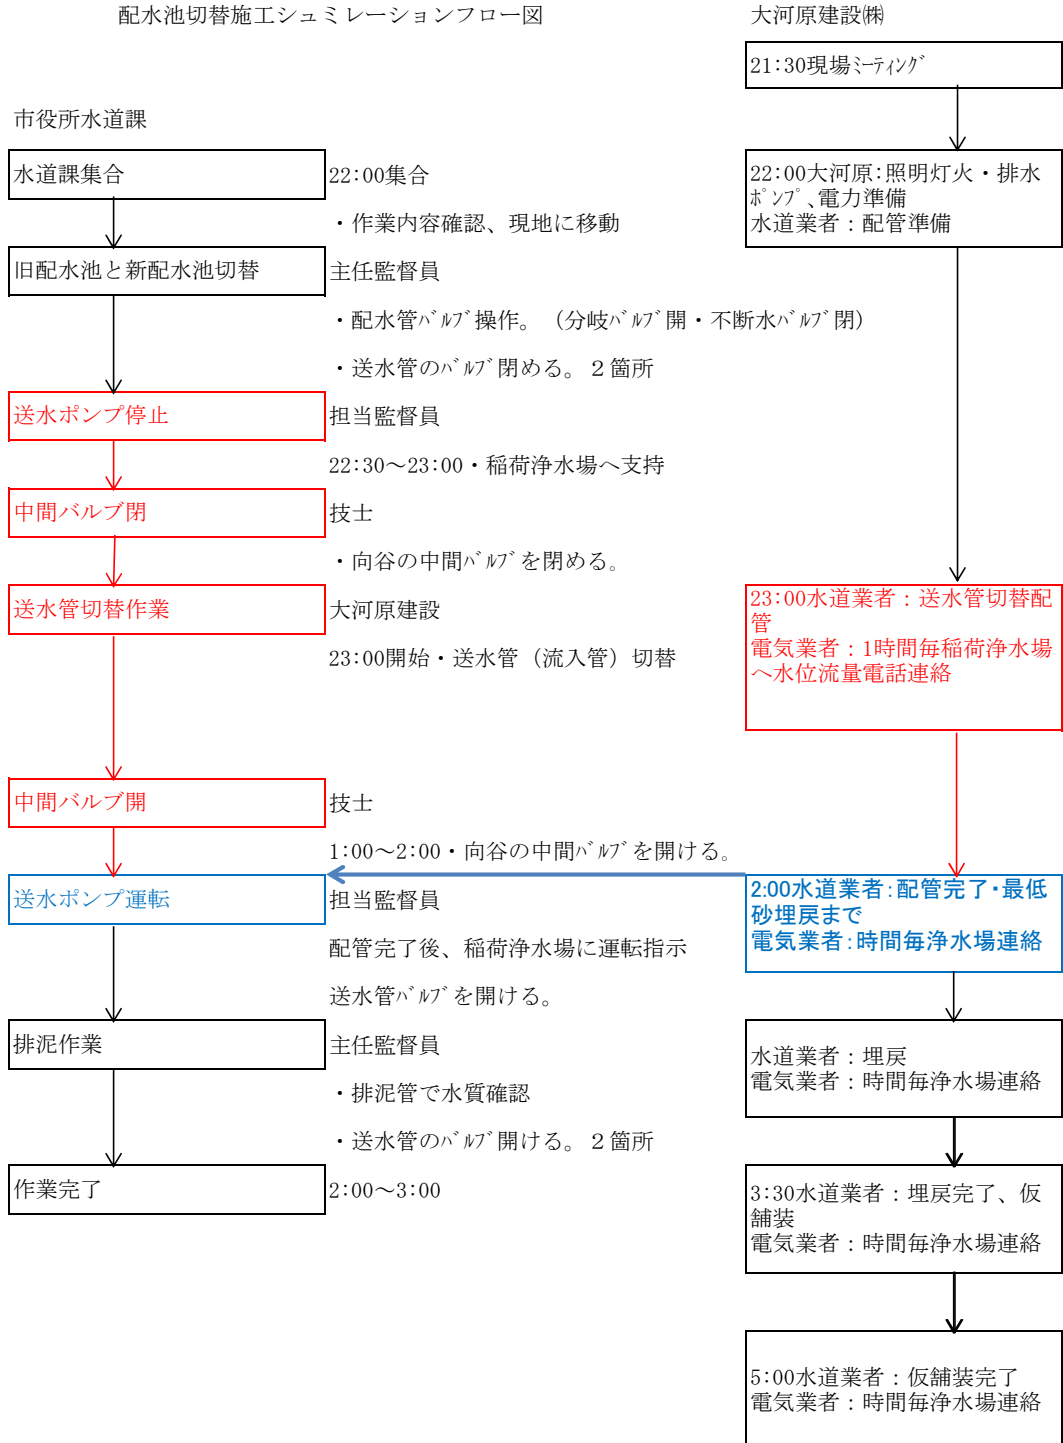 配水池切替施工シュミレーションフロー図
大河原建設㈱
21:30現場ﾐｰﾃｨﾝｸﾞ
市役所水道課
水道課集合
22:00集合
・作業内容確認、現地に移動
旧配水池と新配水池切替
主任監督員
・配水管ﾊﾞﾙﾌﾞ操作。（分岐ﾊﾞﾙﾌﾞ開・不断水ﾊﾞﾙﾌﾞ閉）
・送水管のﾊﾞﾙﾌﾞ閉める。２箇所
送水ポンプ停止
担当監督員
22:30～23:00・稲荷浄水場へ支持
中間バルブ閉
技士
・向谷の中間ﾊﾞﾙﾌﾞを閉める。
送水管切替作業
大河原建設
23:00開始・送水管（流入管）切替
中間バルブ開
技士
1:00～2:00・向谷の中間ﾊﾞﾙﾌﾞを開ける。
送水ポンプ運転
担当監督員
配管完了後、稲荷浄水場に運転指示
送水管ﾊﾞﾙﾌﾞを開ける。
排泥作業
主任監督員
・排泥管で水質確認
・送水管のﾊﾞﾙﾌﾞ開ける。２箇所
作業完了
2:00～3:00
22:00大河原:照明灯火・排水
ﾎﾟﾝﾌﾟ、電力準備
水道業者：配管準備
23:00水道業者：送水管切替配
管
電気業者：1時間毎稲荷浄水場
へ水位流量電話連絡
2:00水道業者:配管完了・最低
砂埋戻まで
電気業者:時間毎浄水場連絡
水道業者：埋戻
電気業者：時間毎浄水場連絡
3:30水道業者：埋戻完了、仮
舗装
電気業者：時間毎浄水場連絡
5:00水道業者：仮舗装完了
電気業者：時間毎浄水場連絡